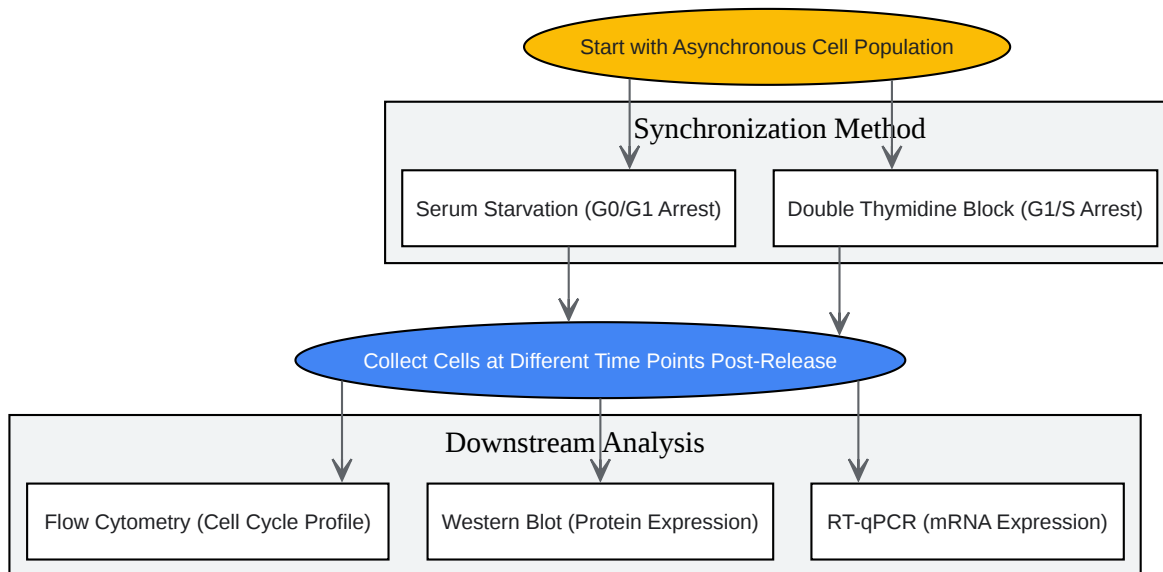 Start with Asynchronous Cell Population
Synchronization Method
Serum Starvation (G0/G1 Arrest)
Double Thymidine Block (G1/S Arrest)
Collect Cells at Different Time Points Post-Release
Downstream Analysis
Flow Cytometry (Cell Cycle Profile)
Western Blot (Protein Expression)
RT-qPCR (mRNA Expression)